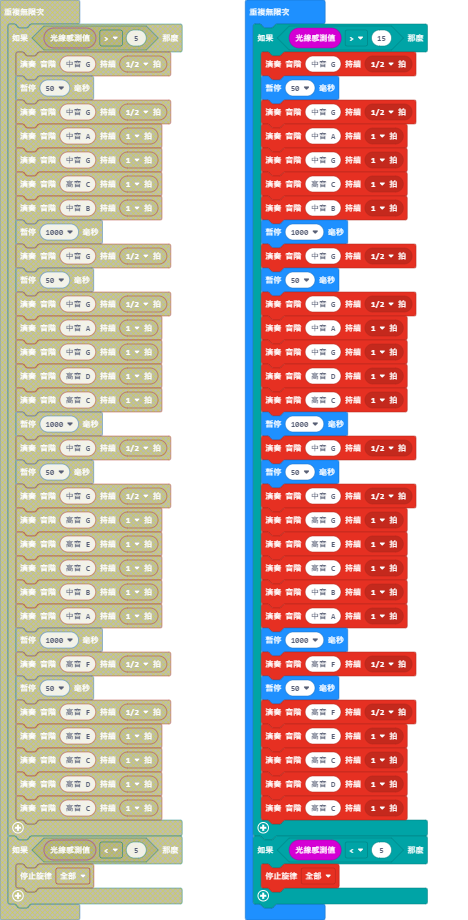 重複無限次
如果 光線感測值 > 5 那麼
演奏 音階 中音 G 持續 1/2 拍
暫停 50 毫秒
演奏 音階 中音 G 持續 1/2 拍
演奏 音階 中音 A 持續 1 拍
演奏 音階 中音 G 持續 1 拍
演奏 音階 高音 C 持續 1 拍
演奏 音階 中音 B 持續 1 拍
暫停 1000 毫秒
演奏 音階 中音 G 持續 1/2 拍
暫停 50 毫秒
演奏 音階 中音 G 持續 1/2 拍
演奏 音階 中音 A 持續 1 拍
演奏 音階 中音 G 持續 1 拍
演奏 音階 高音 D 持續 1 拍
演奏 音階 高音 C 持續 1 拍
暫停 1000 毫秒
演奏 音階 中音 G 持續 1/2 拍
暫停 50 毫秒
演奏 音階 中音 G 持續 1/2 拍
演奏 音階 高音 G 持續 1 拍
演奏 音階 高音 E 持續 1 拍
演奏 音階 高音 C 持續 1 拍
演奏 音階 中音 B 持續 1 拍
演奏 音階 中音 A 持續 1 拍
暫停 1000 毫秒
演奏 音階 高音 F 持續 1/2 拍
暫停 50 毫秒
演奏 音階 高音 F 持續 1/2 拍
演奏 音階 高音 E 持續 1 拍
演奏 音階 高音 C 持續 1 拍
演奏 音階 高音 D 持續 1 拍
演奏 音階 高音 C 持續 1 拍
如果 光線感測值 < 5 那麼
停止旋律 全部
重複無限次
如果 光線感測值 > 15 那麼
演奏 音階 中音 G 持續 1/2 拍
暫停 50 毫秒
演奏 音階 中音 G 持續 1/2 拍
演奏 音階 中音 A 持續 1 拍
演奏 音階 中音 G 持續 1 拍
演奏 音階 高音 C 持續 1 拍
演奏 音階 中音 B 持續 1 拍
暫停 1000 毫秒
演奏 音階 中音 G 持續 1/2 拍
暫停 50 毫秒
演奏 音階 中音 G 持續 1/2 拍
演奏 音階 中音 A 持續 1 拍
演奏 音階 中音 G 持續 1 拍
演奏 音階 高音 D 持續 1 拍
演奏 音階 高音 C 持續 1 拍
暫停 1000 毫秒
演奏 音階 中音 G 持續 1/2 拍
暫停 50 毫秒
演奏 音階 中音 G 持續 1/2 拍
演奏 音階 高音 G 持續 1 拍
演奏 音階 高音 E 持續 1 拍
演奏 音階 高音 C 持續 1 拍
演奏 音階 中音 B 持續 1 拍
演奏 音階 中音 A 持續 1 拍
暫停 1000 毫秒
演奏 音階 高音 F 持續 1/2 拍
暫停 50 毫秒
演奏 音階 高音 F 持續 1/2 拍
演奏 音階 高音 E 持續 1 拍
演奏 音階 高音 C 持續 1 拍
演奏 音階 高音 D 持續 1 拍
演奏 音階 高音 C 持續 1 拍
如果 光線感測值 < 5 那麼
停止旋律 全部